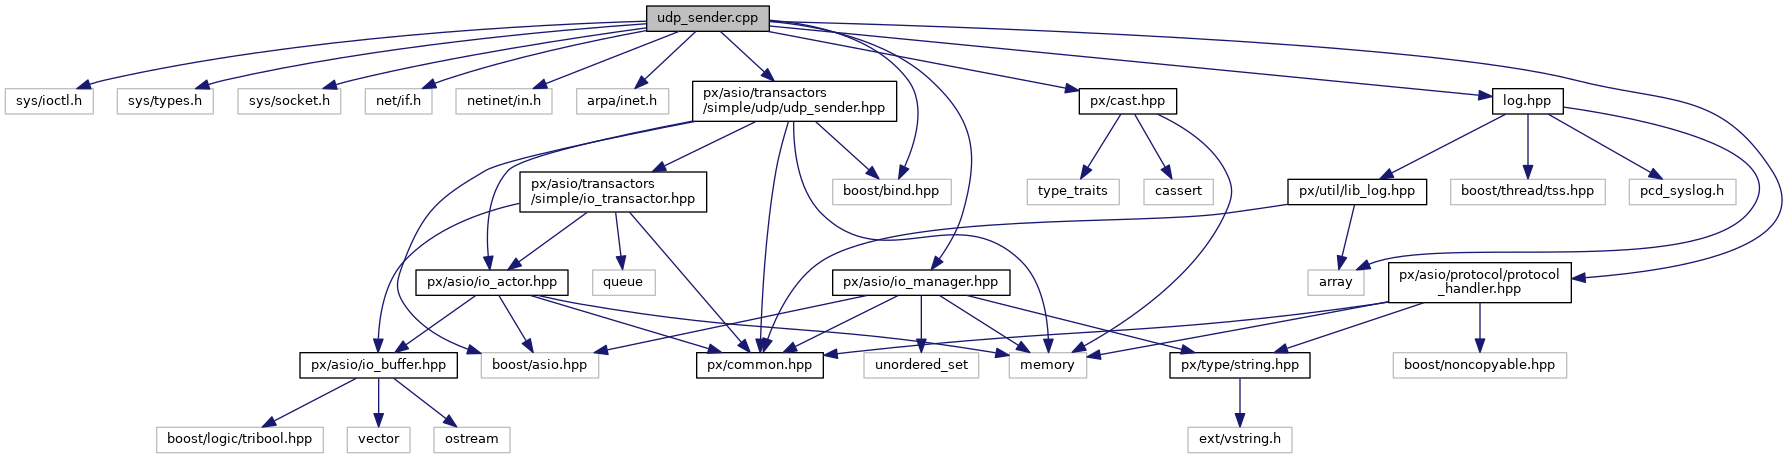 udp_sender.cpp
sys/ioctl.h
sys/types.h
sys/socket.h
net/if.h
netinet/in.h
arpa/inet.h
px/asio/transactors
/simple/udp/udp_sender.hpp
px/cast.hpp
log.hpp
px/asio/transactors
/simple/io_transactor.hpp
boost/bind.hpp
type_traits
cassert
px/util/lib_log.hpp
boost/thread/tss.hpp
pcd_syslog.h
px/asio/io_actor.hpp
queue
px/asio/io_manager.hpp
array
px/asio/protocol/protocol
_handler.hpp
px/asio/io_buffer.hpp
boost/asio.hpp
px/common.hpp
unordered_set
memory
px/type/string.hpp
boost/noncopyable.hpp
boost/logic/tribool.hpp
vector
ostream
ext/vstring.h